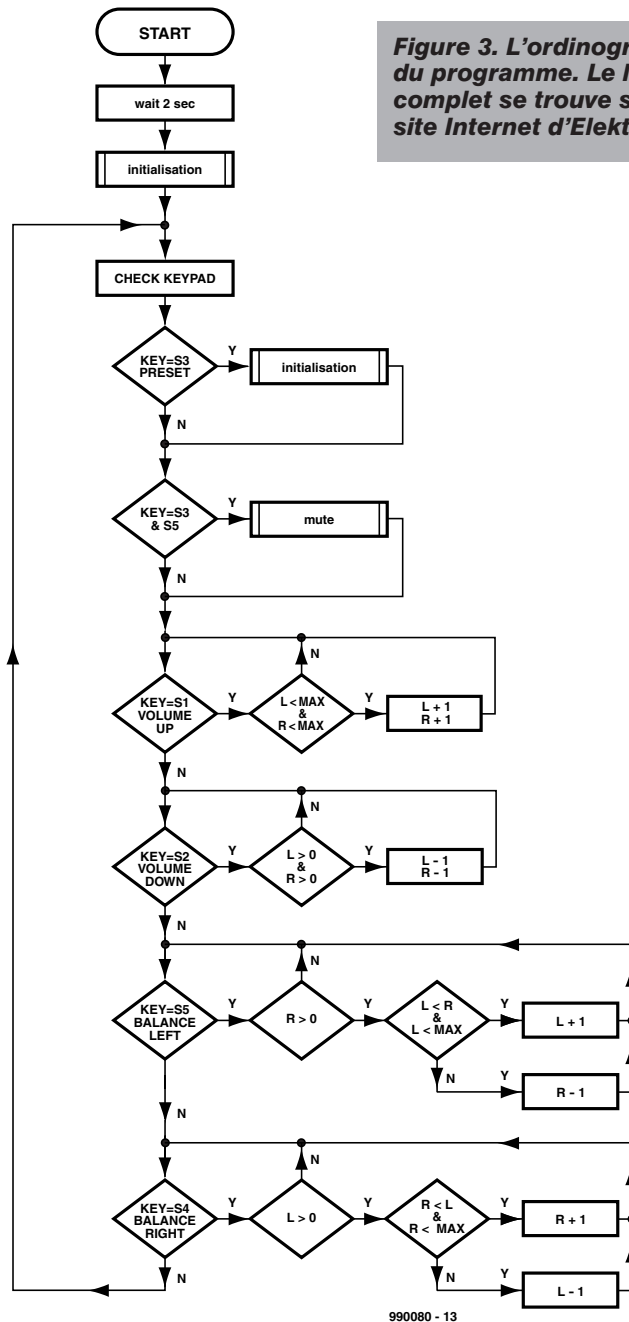 START
Figure 3. L'ordinogr
du programme. Le l
complet se trouve s
site Internet d'Elekt
wait 2 sec
initialisation
CHECK KEYPAD
KEY=S3
PRESET
Y
initialisation
N
KEY=S3
& S5
Y
mute
N
KEY=S1
VOLUME
UP
Y
L < MAX
&
R < MAX
N
Y
L + 1
R + 1
N
KEY=S2
VOLUME
DOWN
Y
L > 0
&
R > 0
N
Y
L - 1
R - 1
N
KEY=S5
BALANCE
LEFT
Y
R > 0
N
Y
L < R
&
L < MAX
Y
L + 1
N
Y
R - 1
N
KEY=S4
BALANCE
RIGHT
Y
L > 0
N
Y
R < L
&
R < MAX
Y
R + 1
N
Y
L - 1
N
990080 - 13